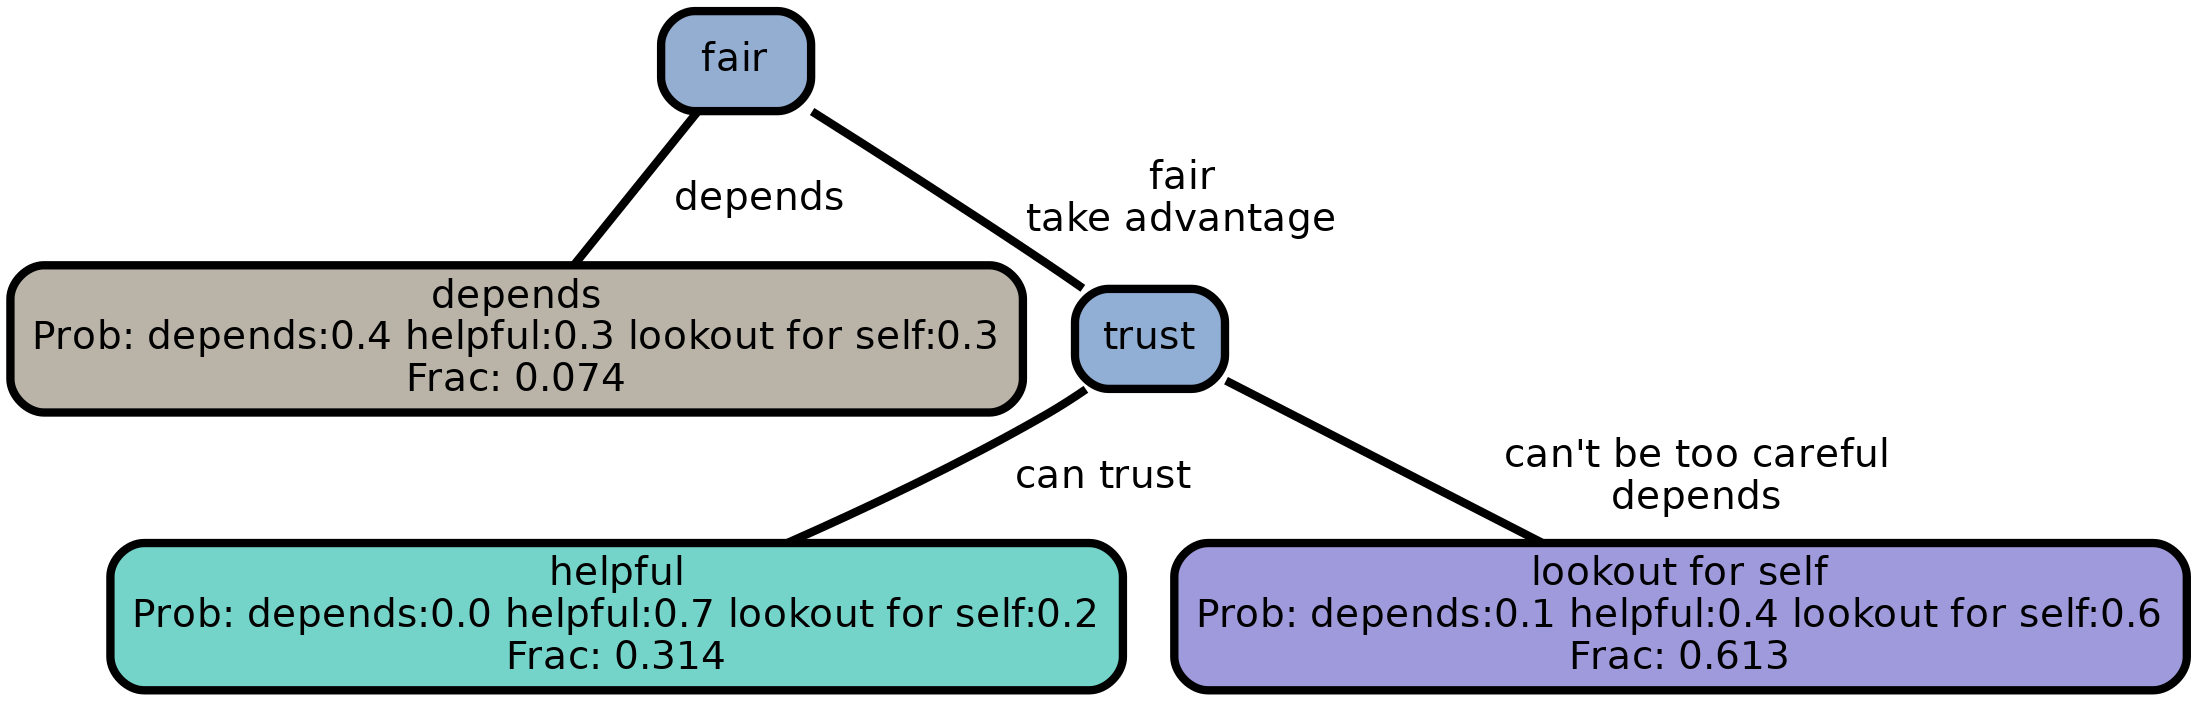 fair
depends
fair
take advantage
depends
Prob: depends:0.4 helpful:0.3 lookout for self:0.3
Frac: 0.074
trust
can trust
can't be too careful
depends
helpful
Prob: depends:0.0 helpful:0.7 lookout for self:0.2
Frac: 0.314
lookout for self
Prob: depends:0.1 helpful:0.4 lookout for self:0.6
Frac: 0.613